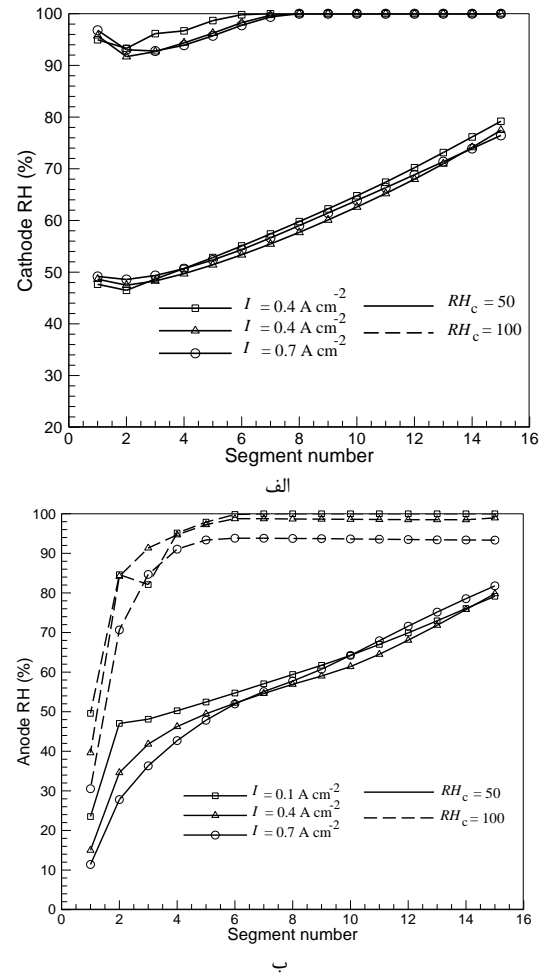 100
90
80
70
60
50
40
30
20
Cathode RH (%)
I = 0.4 A cm-2
I = 0.4 A cm-2
I = 0.7 A cm-2
RHc = 50
RHc = 100
0 2 4 6 8 10 12 14 16
Segment number
الف
100
90
80
70
60
50
40
30
20
10
0
Anode RH (%)
I = 0.1 A cm-2
I = 0.4 A cm-2
I = 0.7 A cm-2
RHc = 50
RHc = 100
0 2 4 6 8 10 12 14 16
Segment number
ب